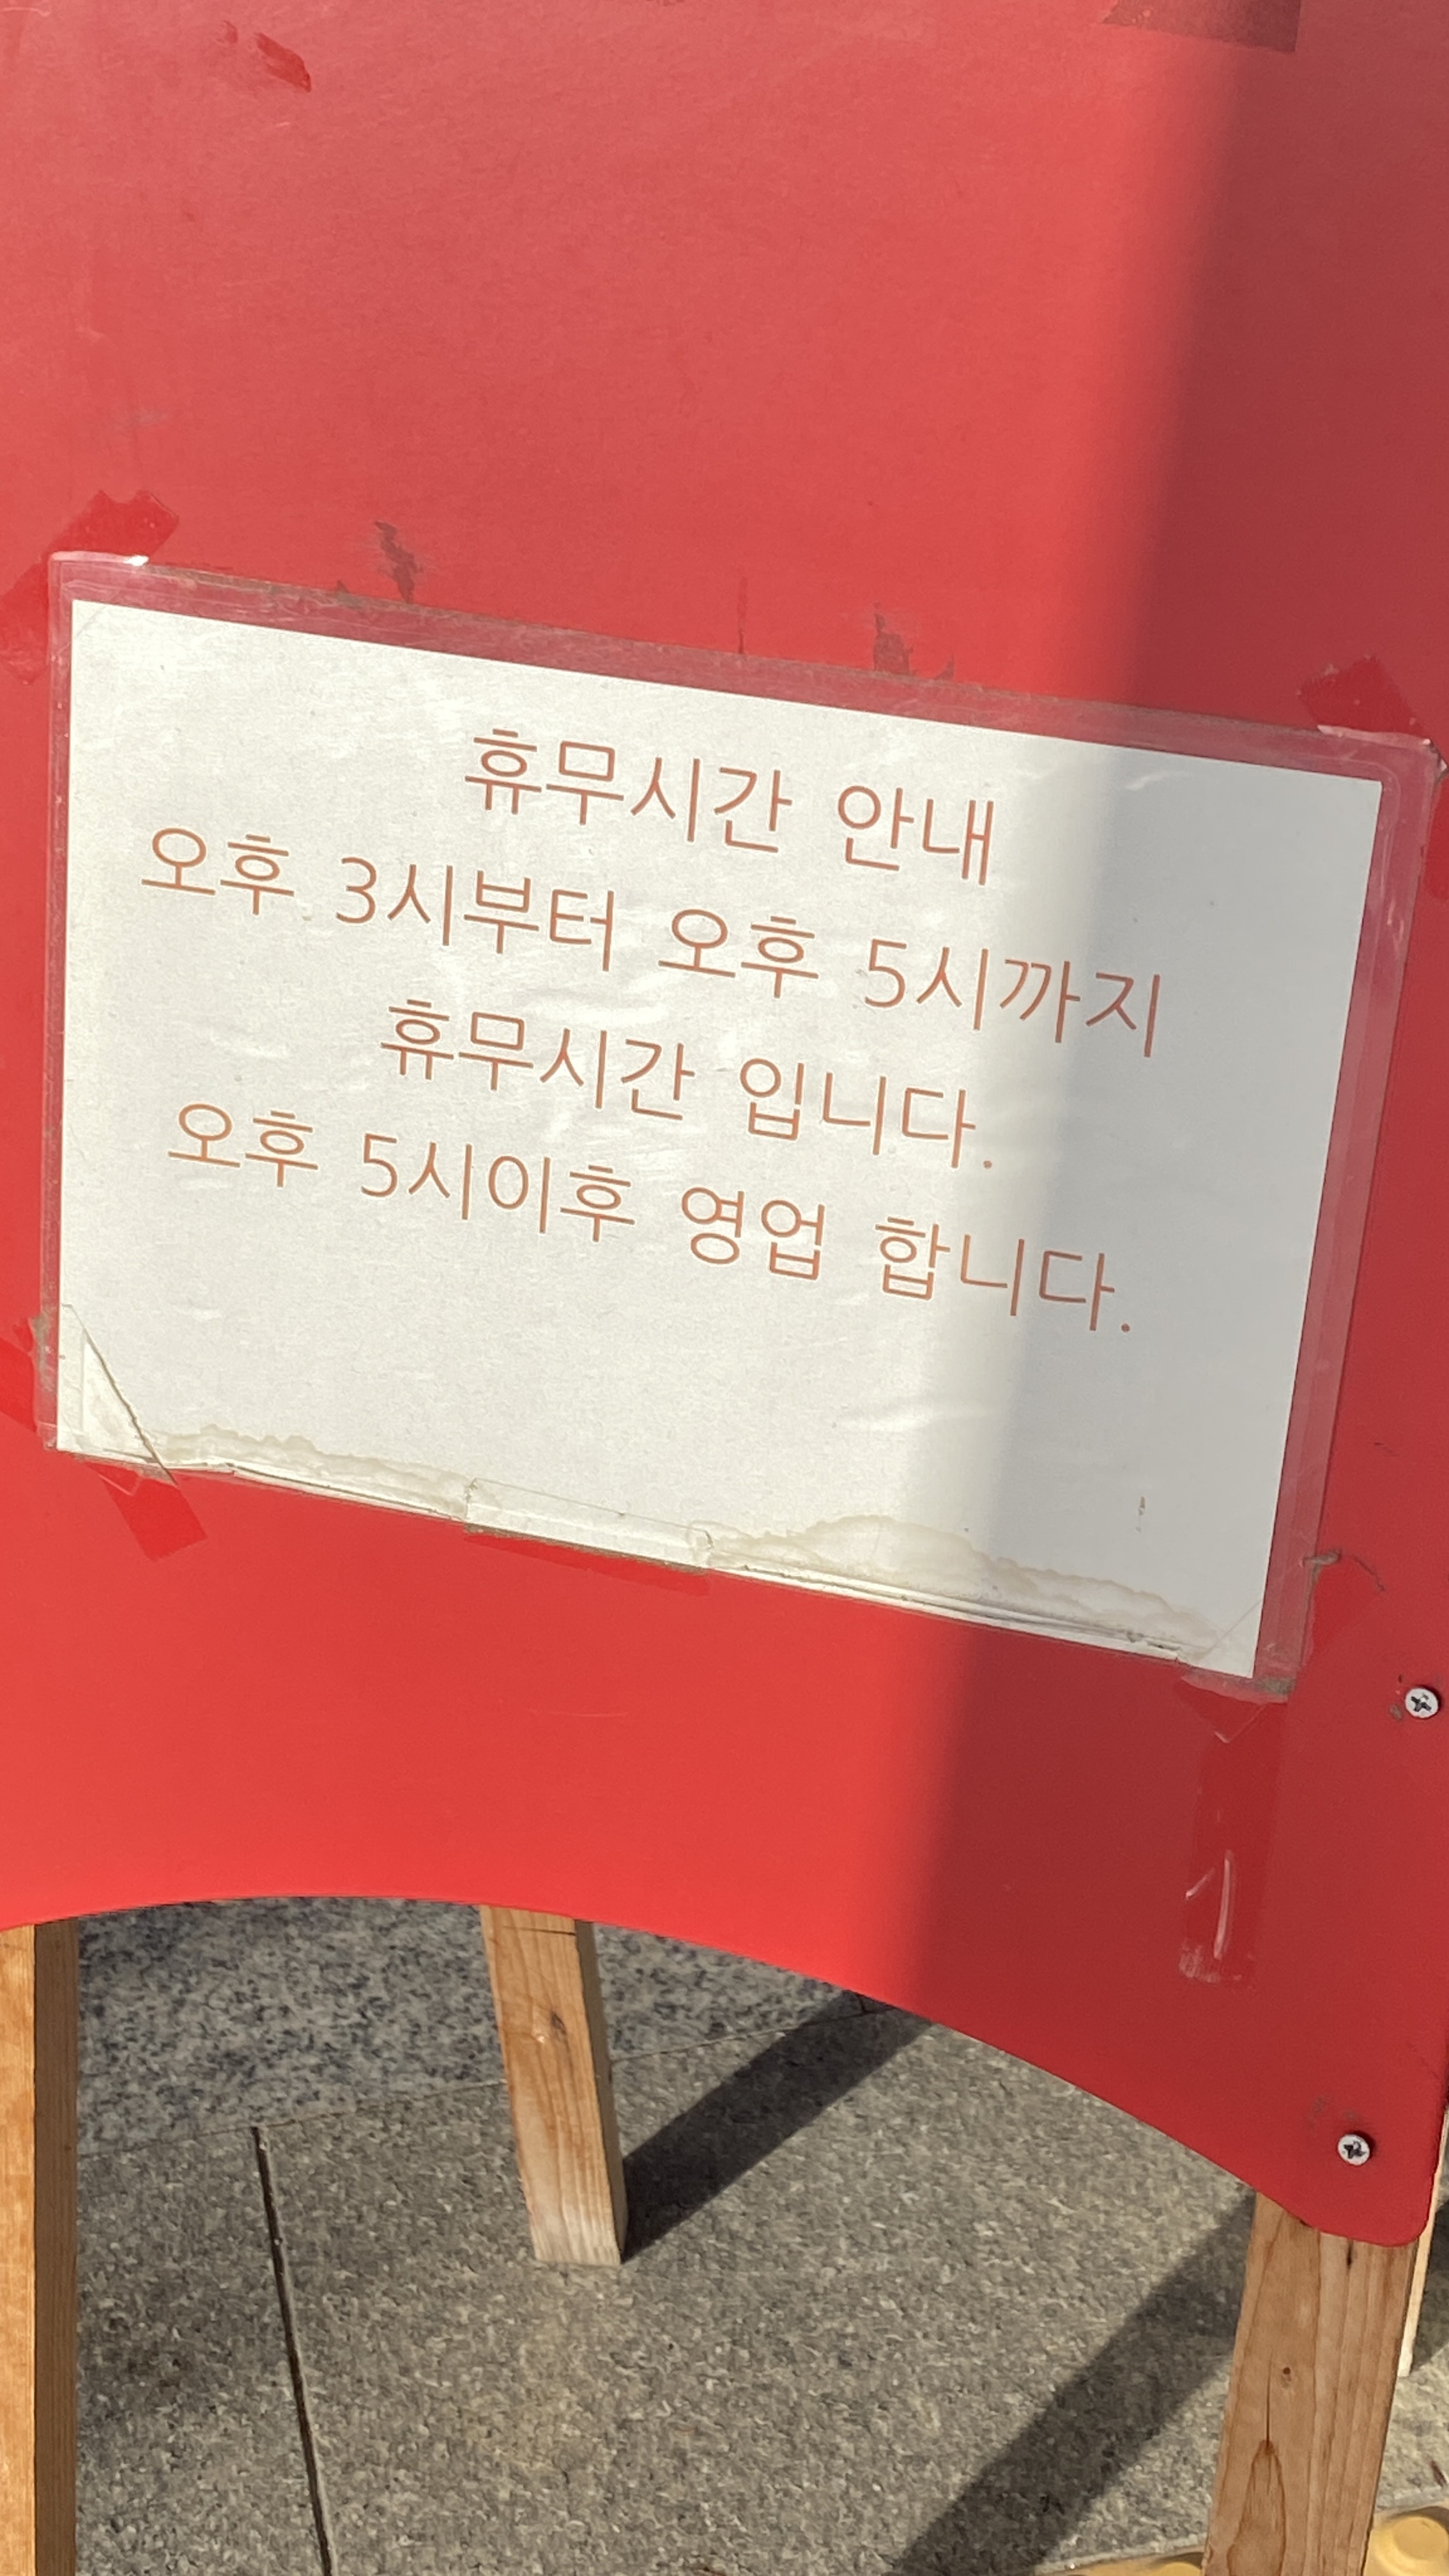 휴무시간 안내
오후 3시부터 오후 5시까지
휴무시간 입니다.
오후 5시이후 영업 합니다.